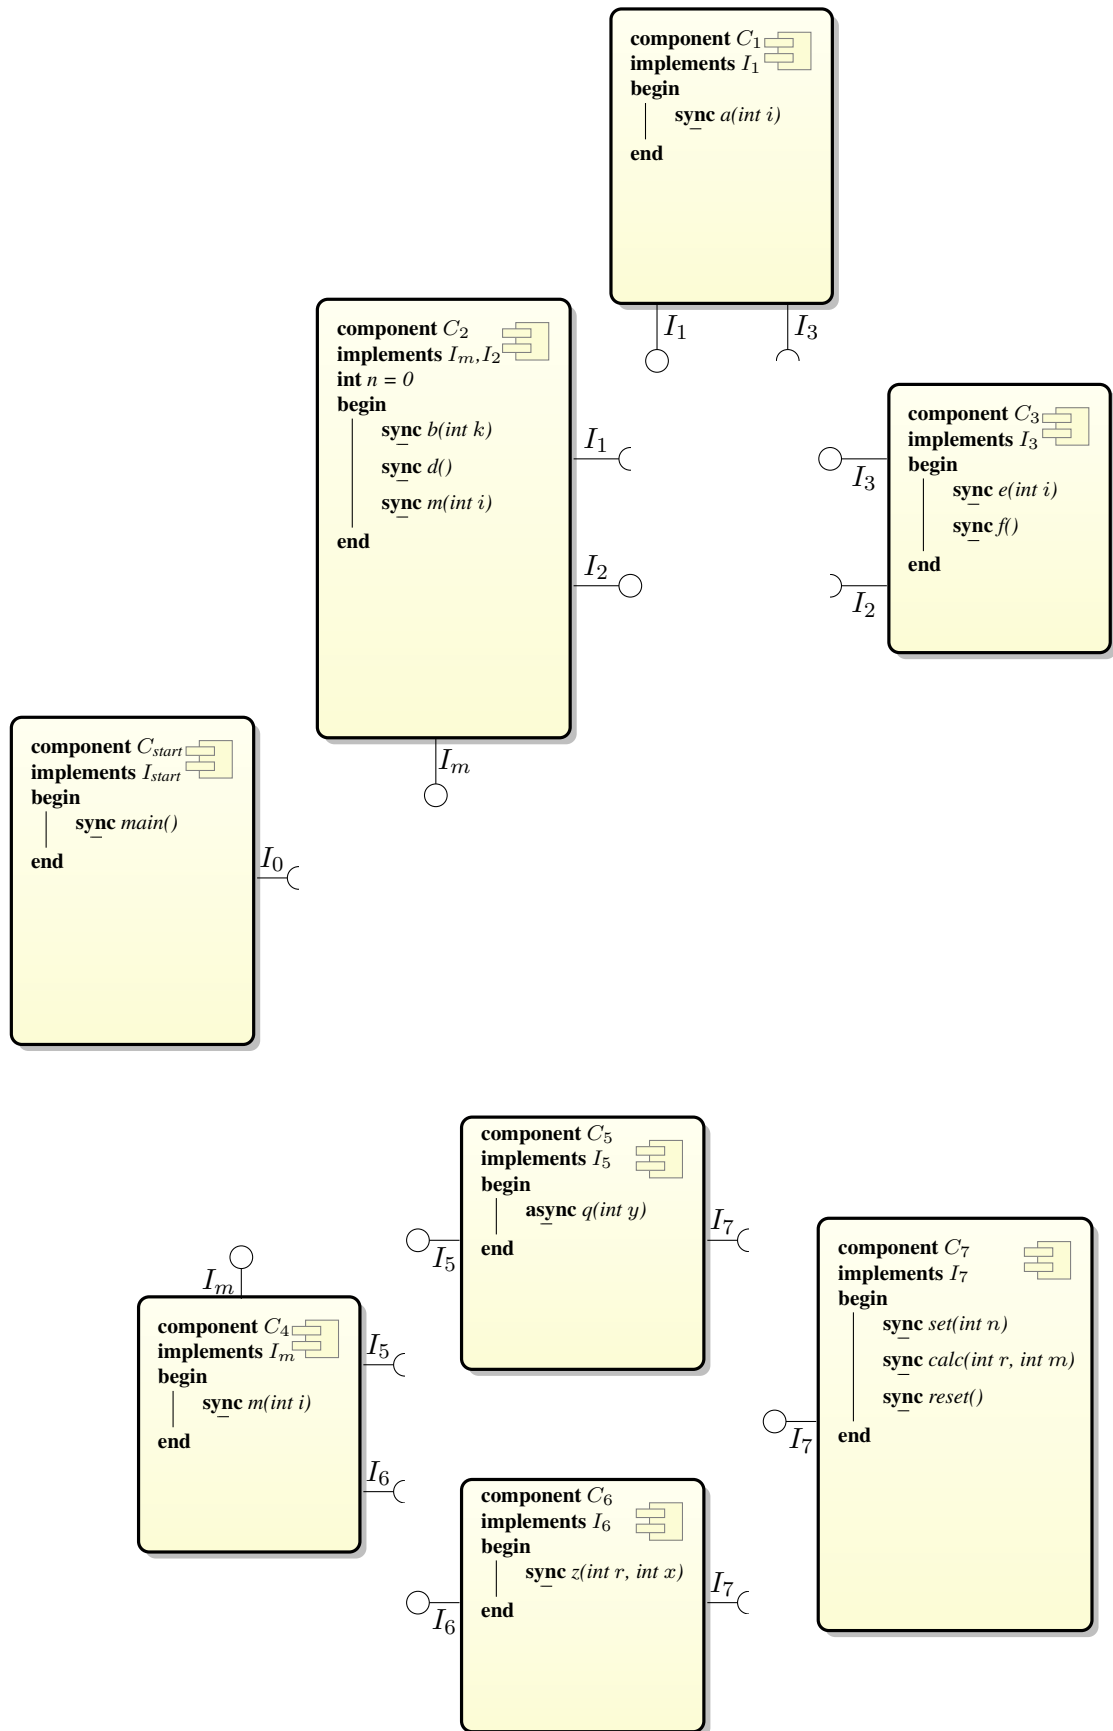 component C₁
implements I₁
begin
sync a(int i)
end
I₁
I₃
component C₂
implements Iₘ,I₂
int n = 0
begin
sync b(int k)
sync d()
sync m(int i)
end
I₁
I₂
Iₘ
component C₃
implements I₃
begin
sync e(int i)
sync f()
end
I₃
I₂
component C_start
implements I_start
begin
sync main()
end
I₀
component C₅
implements I₅
begin
async q(int y)
end
I₅
I₇
component C₇
implements I₇
begin
sync set(int n)
sync calc(int r, int m)
sync reset()
end
I₇
Iₘ
component C₄
implements Iₘ
begin
sync m(int i)
end
I₅
I₆
component C₆
implements I₆
begin
sync z(int r, int x)
end
I₆
I₇